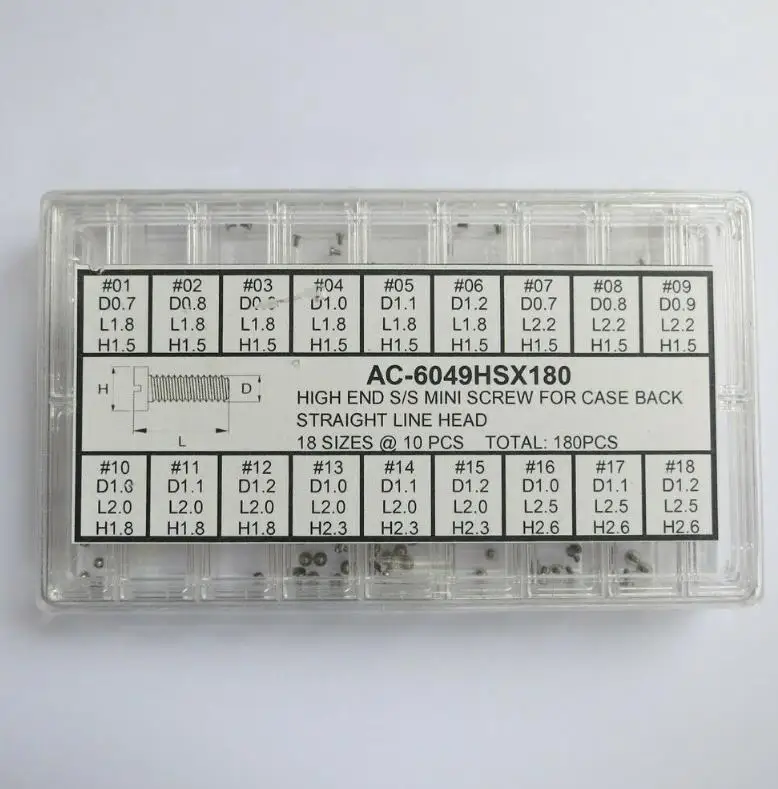 #01 #02 #03 #04 #05 #06 #07 #08 #09
D0.7 D0.8 D1.0 D1.1 D1.2 D0.7 D0.8 D0.9
L1.8 L1.8 L1.8 L1.8 L1.8 L1.8 L2.2 L2.2 L2.2
H1.5 H1.5 H1.5 H1.5 H1.5 H1.5 H1.5 H1.5 H1.5
H D L
AC-6049HSX180
HIGH END S/S MINI SCREW FOR CASE BACK
STRAIGHT LINE HEAD
18 SIZES @ 10 PCS TOTAL: 180PCS
#10 #11 #12 #13 #14 #15 #16 #17 #18
D1.1 D1.2 D1.0 D1.1 D1.2 D1.0 D1.1 D1.2
L2.0 L2.0 L2.0 L2.0 L2.0 L2.0 L2.5 L2.5 L2.5
H1.8 H1.8 H1.8 H2.3 H2.3 H2.3 H2.6 H2.6 H2.6